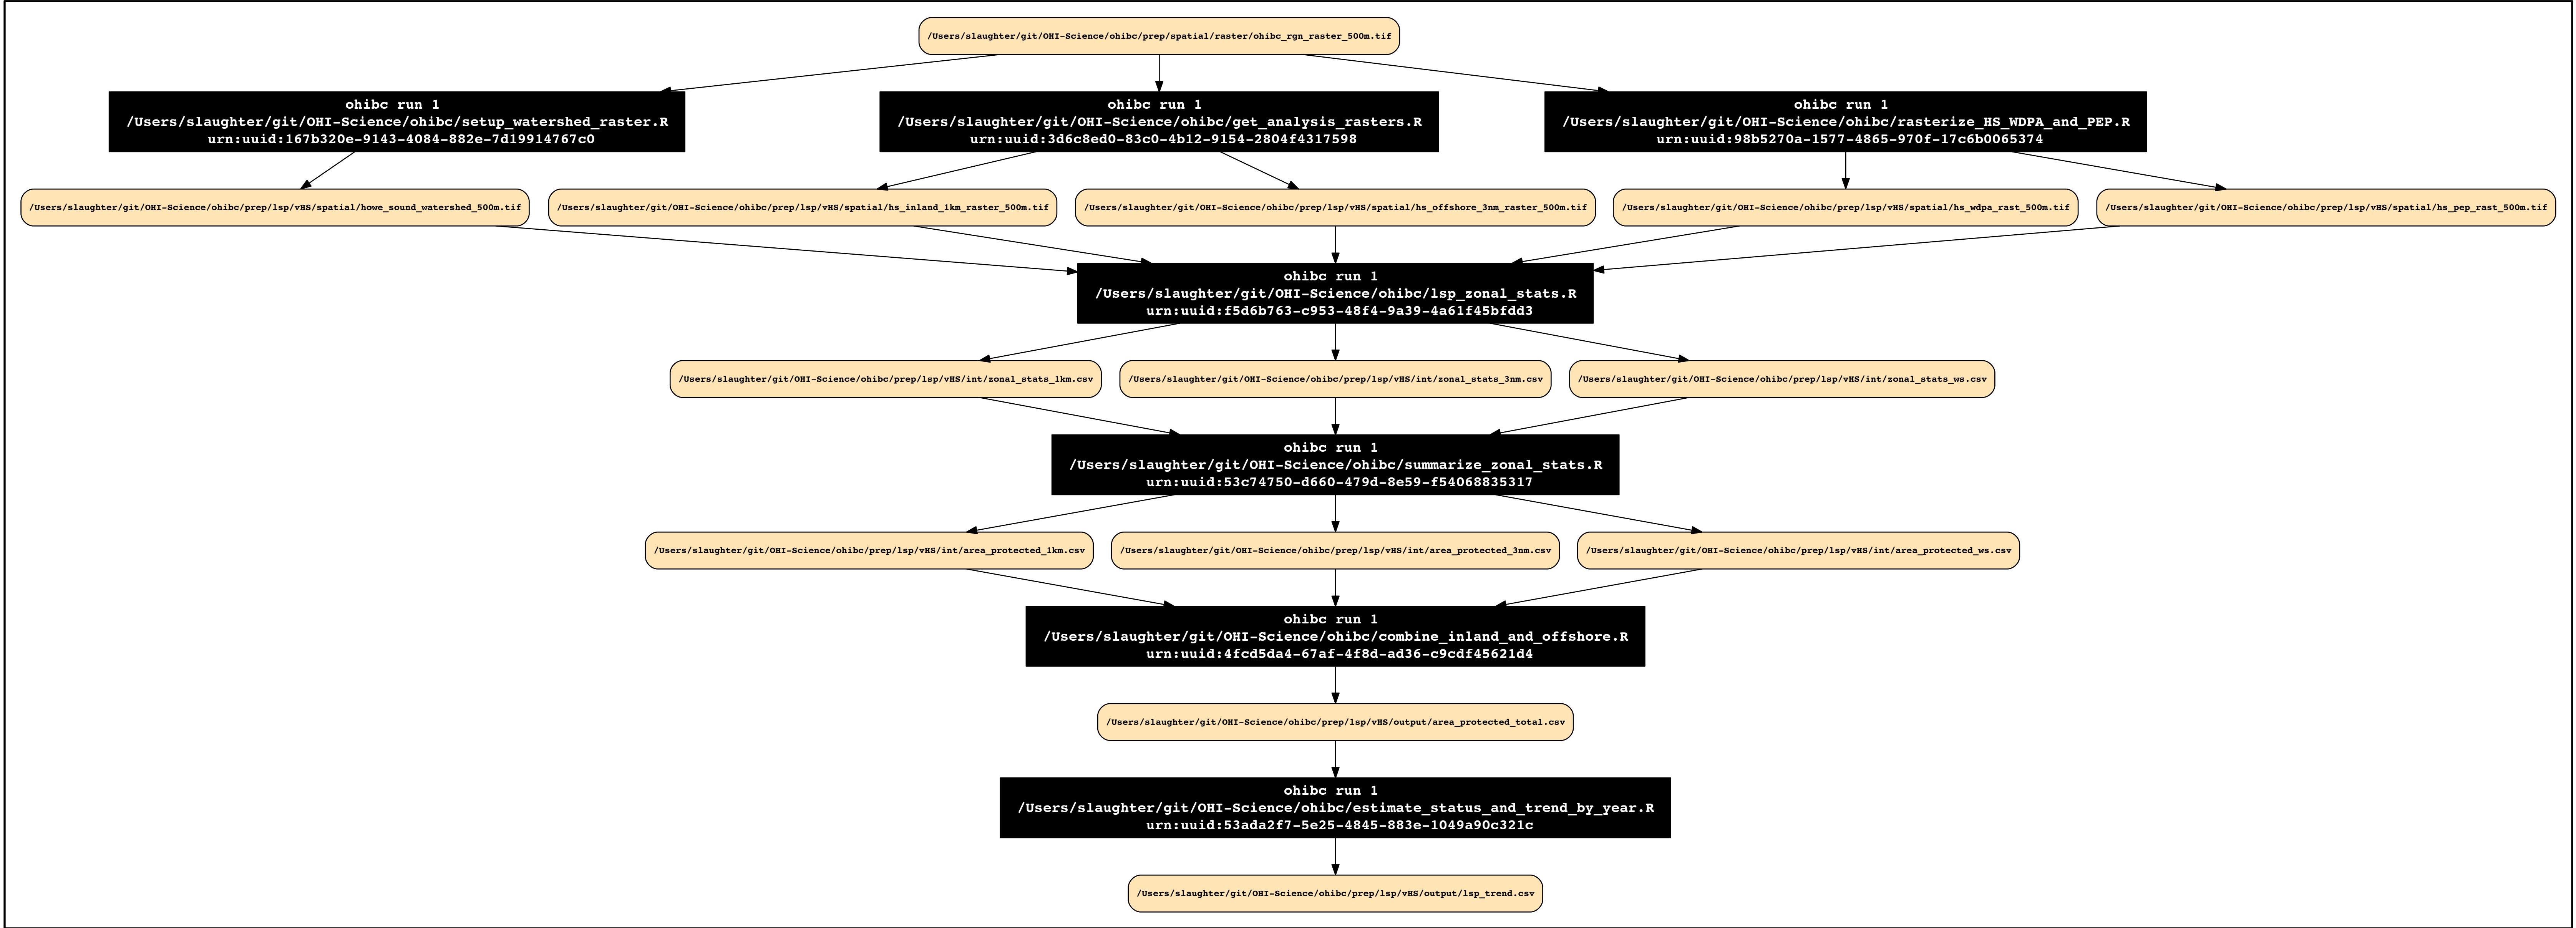 /Users/slaughter/git/OHI-Science/ohibc/prep/spatial/raster/ohibc_rgn_raster_500m.tif
ohibc run 1
/Users/slaughter/git/OHI-Science/ohibc/setup_watershed_raster.R
urn:uuid:167b320e-9143-4084-882e-7d19914767c0
ohibc run 1
/Users/slaughter/git/OHI-Science/ohibc/get_analysis_rasters.R
urn:uuid:3d6c8ed0-83c0-4b12-9154-2804f4317598
ohibc run 1
/Users/slaughter/git/OHI-Science/ohibc/rasterize_HS_WDPA_and_PEP.R
urn:uuid:98b5270a-1577-4865-970f-17c6b0065374
/Users/slaughter/git/OHI-Science/ohibc/prep/lsp/vHS/spatial/howe_sound_watershed_500m.tif
/Users/slaughter/git/OHI-Science/ohibc/prep/lsp/vHS/spatial/hs_inland_1km_raster_500m.tif
/Users/slaughter/git/OHI-Science/ohibc/prep/lsp/vHS/spatial/hs_offshore_3nm_raster_500m.tif
/Users/slaughter/git/OHI-Science/ohibc/prep/lsp/vHS/spatial/hs_wdpa_rast_500m.tif
/Users/slaughter/git/OHI-Science/ohibc/prep/lsp/vHS/spatial/hs_pep_rast_500m.tif
ohibc run 1
/Users/slaughter/git/OHI-Science/ohibc/lsp_zonal_stats.R
urn:uuid:f5d6b763-c953-48f4-9a39-4a61f45bfdd3
/Users/slaughter/git/OHI-Science/ohibc/prep/lsp/vHS/int/zonal_stats_1km.csv
/Users/slaughter/git/OHI-Science/ohibc/prep/lsp/vHS/int/zonal_stats_3nm.csv
/Users/slaughter/git/OHI-Science/ohibc/prep/lsp/vHS/int/zonal_stats_ws.csv
ohibc run 1
/Users/slaughter/git/OHI-Science/ohibc/summarize_zonal_stats.R
urn:uuid:53c74750-d660-479d-8e59-f54068835317
/Users/slaughter/git/OHI-Science/ohibc/prep/lsp/vHS/int/area_protected_1km.csv
/Users/slaughter/git/OHI-Science/ohibc/prep/lsp/vHS/int/area_protected_3nm.csv
/Users/slaughter/git/OHI-Science/ohibc/prep/lsp/vHS/int/area_protected_ws.csv
ohibc run 1
/Users/slaughter/git/OHI-Science/ohibc/combine_inland_and_offshore.R
urn:uuid:4fcd5da4-67af-4f8d-ad36-c9cdf45621d4
/Users/slaughter/git/OHI-Science/ohibc/prep/lsp/vHS/output/area_protected_total.csv
ohibc run 1
/Users/slaughter/git/OHI-Science/ohibc/estimate_status_and_trend_by_year.R
urn:uuid:53ada2f7-5e25-4845-883e-1049a90c321c
/Users/slaughter/git/OHI-Science/ohibc/prep/lsp/vHS/output/lsp_trend.csv